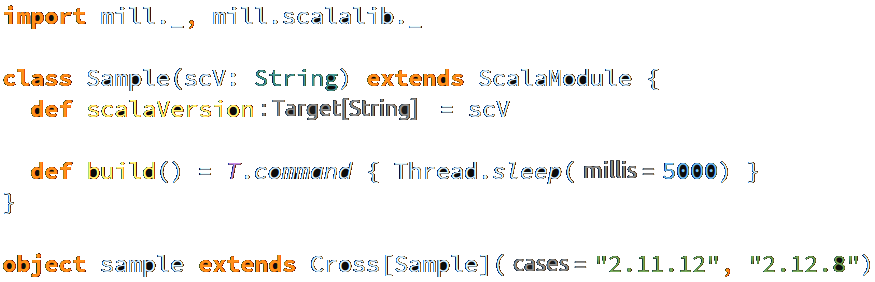 import mill._, mill.scalalib._
class Sample(scV: String) extends ScalaModule {
def scalaVersion:Target[String] = scV
def build() = T.command { Thread.sleep( millis = 5000) }
}
object sample extends Cross[Sample]( cases = "2.11.12", "2.12.8")